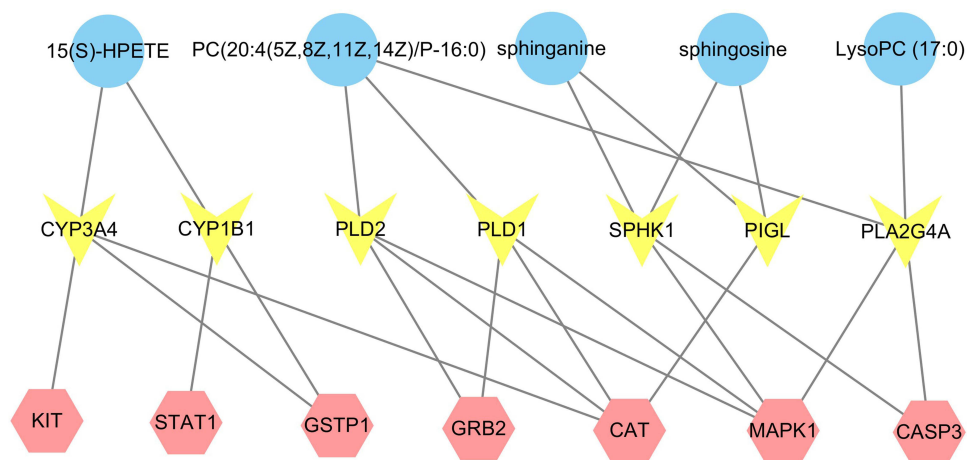 15(S)-HPETE
PC(20:4(5Z,8Z,11Z,14Z)/P-16:0)
sphinganine
sphingosine
LysoPC (17:0)
CYP3A4
CYP1B1
PLD2
PLD1
SPHK1
PIGL
PLA2G4A
KIT
STAT1
GSTP1
GRB2
CAT
MAPK1
CASP3